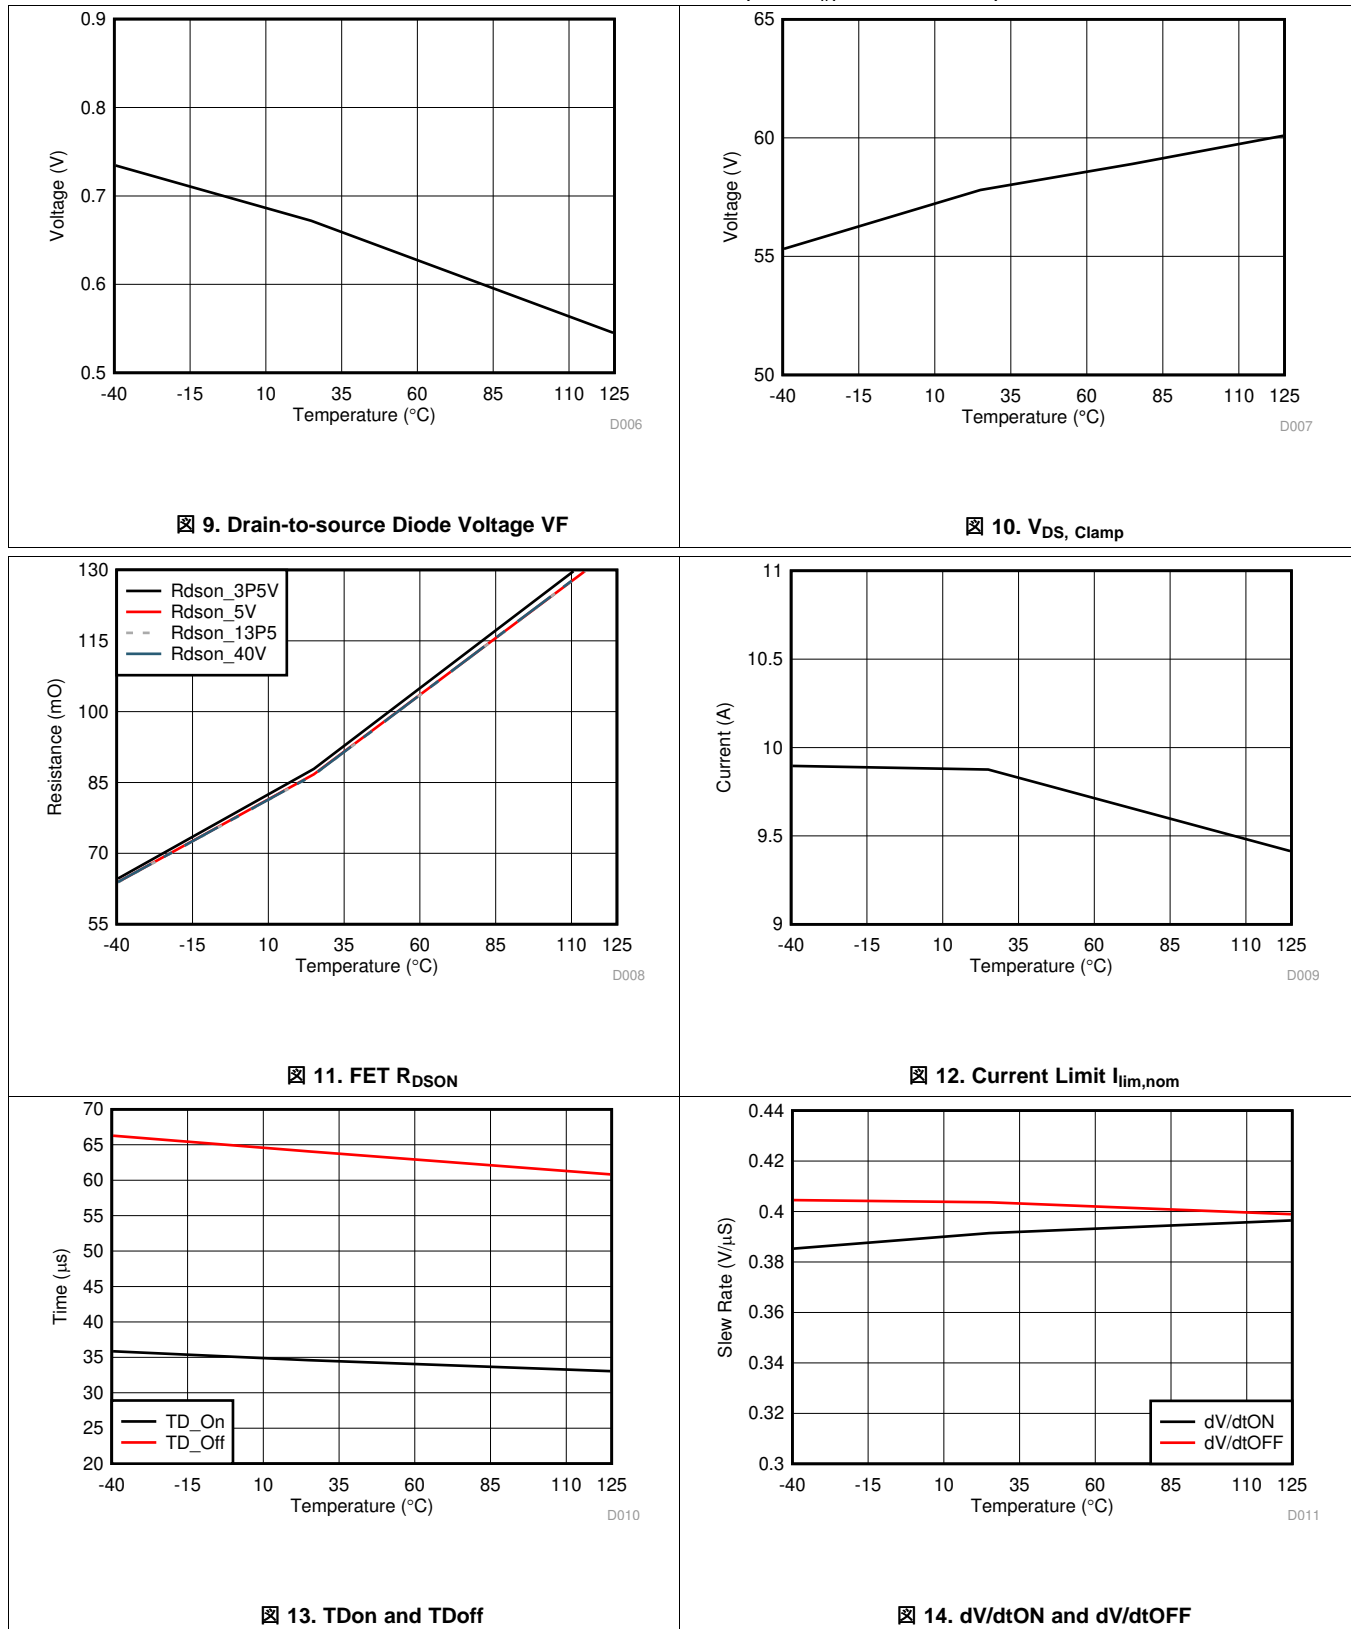 0.9
0.8
0.7
0.6
0.5
Voltage (V)
-40 -15 10 35 60 85 110 125
Temperature (°C)
D006
図 9. Drain-to-source Diode Voltage VF
65
60
55
50
Voltage (V)
-40 -15 10 35 60 85 110 125
Temperature (°C)
D007
図 10. VDS, Clamp
130
115
100
85
70
55
Resistance (mO)
Rdson_3P5V
Rdson_5V
Rdson_13P5
Rdson_40V
-40 -15 10 35 60 85 110 125
Temperature (°C)
D008
図 11. FET RDSON
11
10.5
10
9.5
9
Current (A)
-40 -15 10 35 60 85 110 125
Temperature (°C)
D009
図 12. Current Limit Ilim,nom
70
65
60
55
50
45
40
35
30
25
20
Time (µs)
TD_On
TD_Off
-40 -15 10 35 60 85 110 125
Temperature (°C)
D010
図 13. TDon and TDoff
0.44
0.42
0.4
0.38
0.36
0.34
0.32
0.3
Slew Rate (V/µS)
dV/dtON
dV/dtOFF
-40 -15 10 35 60 85 110 125
Temperature (°C)
D011
図 14. dV/dtON and dV/dtOFF